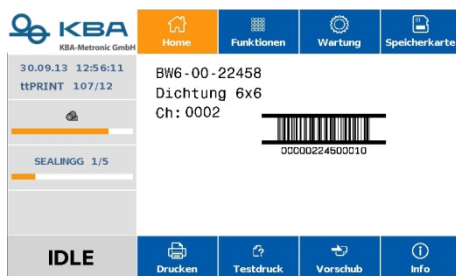 KBA
KBA-Metronic GmbH
Home
Funktionen
Wartung
Speicherkarte
30.09.13 12:56:11
ttPRINT 107/12
SEALINGG 1/5
IDLE
BW6-00-22458
Dichtung 6x6
Ch: 0002
00000224500010
Drucken
Testdruck
Vorschub
Info